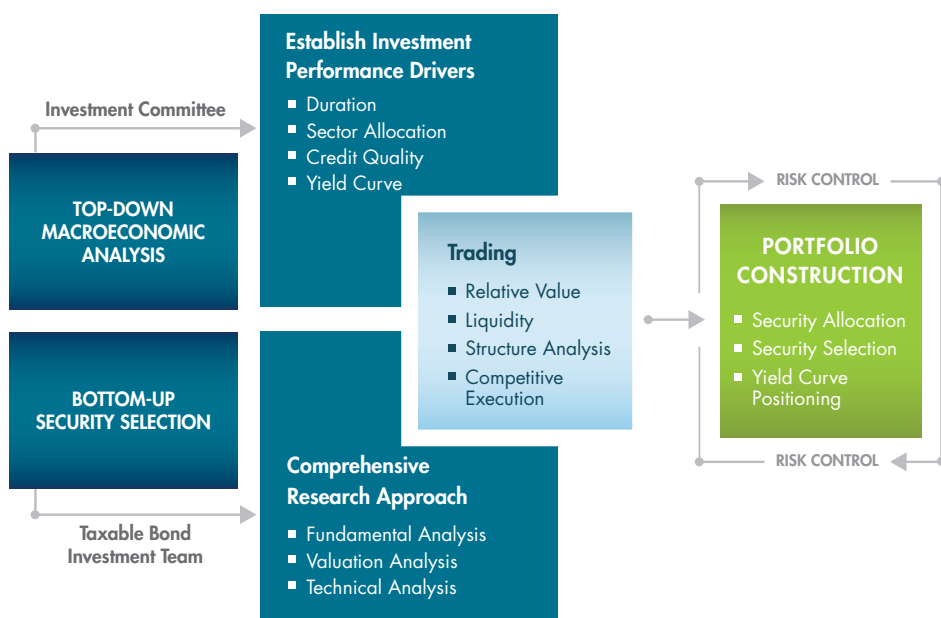 Investment Committee
TOP-DOWN
MACROECONOMIC
ANALYSIS
BOTTOM-UP
SECURITY SELECTION
Taxable Bond
Investment Team
Establish Investment
Performance Drivers
Duration
Sector Allocation
Credit Quality
Yield Curve
Trading
Relative Value
Liquidity
Structure Analysis
Competitive
Execution
Comprehensive
Research Approach
Fundamental Analysis
Valuation Analysis
Technical Analysis
RISK CONTROL
PORTFOLIO
CONSTRUCTION
Security Allocation
Security Selection
Yield Curve
Positioning
RISK CONTROL